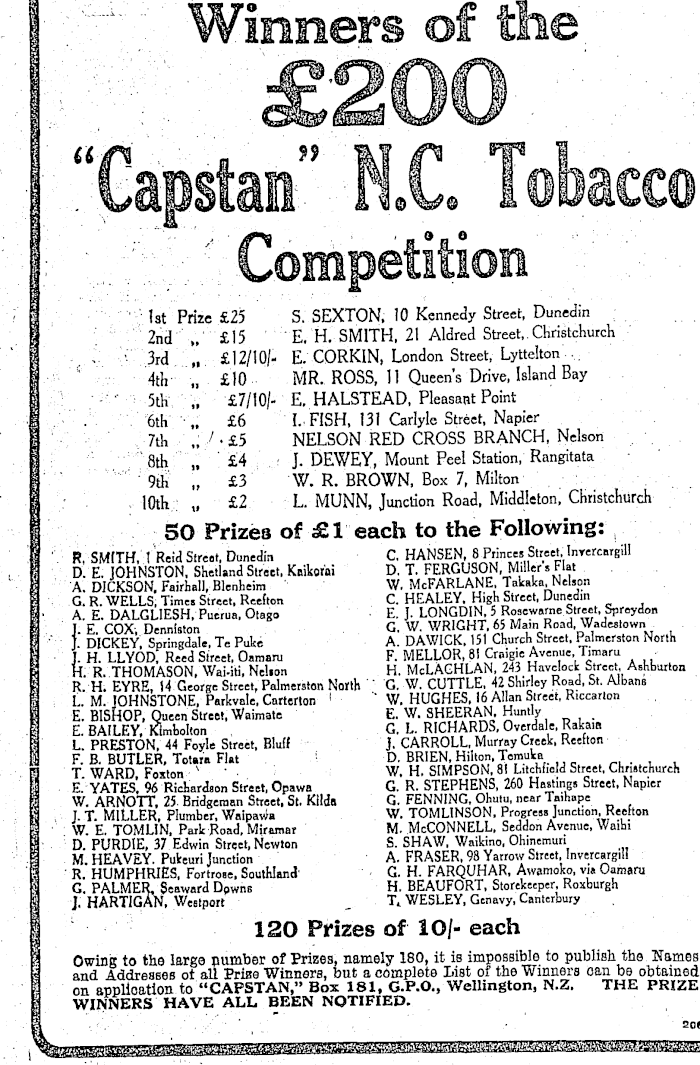 Winners of the
£200
"Capstan" N.C. Tobacco
Competition
1st Prize £25 S. SEXTON, 10 Kennedy Street, Dunedin
2nd „ £15 E. H. SMITH, 21 Aldred Street, Christchurch
3rd „ £12/10/- E. CORKIN, London Street, Lyttelton
4th „ £10 MR. ROSS, 11 Queen's Drive, Island Bay
5th „ £7/10/- E. HALSTEAD, Pleasant Point
6th „ £6 I. FISH, 131 Carlyle Street, Napier
7th „ £5 NELSON RED CROSS BRANCH, Nelson
8th „ £4 J. DEWEY, Mount Peel Station, Rangitata
9th „ £3 W. R. BROWN, Box 7, Milton
10th „ £2 L. MUNN, Junction Road, Middleton, Christchurch
50 Prizes of £1 each to the Following:
R. SMITH, 1 Reid Street, Dunedin
D. E. JOHNSTON, Shetland Street, Kaikorai
A. DICKSON, Fairhall, Blenheim
G. R. WELLS, Times Street, Reefton
A. E. DALGLIESH, Puerua, Otago
J. E. COX, Denniston
J. DICKEY, Springdale, Te Puke
J. H. LLYOD, Reed Street, Oamaru
H. R. THOMASON, Wai-iti, Nelson
R. H. EYRE, 14 George Street, Palmerston North
L. M. JOHNSTONE, Parkvale, Carterton
E. BISHOP, Queen Street, Waimate
E. BAILEY, Kimbolton
L. PRESTON, 44 Foyle Street, Bluff
F. B. BUTLER, Totara Flat
T. WARD, Foxton
E. YATES, 96 Richardson Street, Opawa
W. ARNOTT, 25 Bridgeman Street, St. Kilda
J. T. MILLER, Plumber, Waipawa
W. E. TOMLIN, Park Road, Miramar
D. PURDIE, 37 Edwin Street, Newton
M. HEAVEY. Pukeuri Junction
R. HUMPHRIES, Fortrose, Southland
G. PALMER, Seaward Downs
J. HARTIGAN, Westport
C. HANSEN, 8 Princes Street, Invercargill
D. T. FERGUSON, Miller's Flat
W. McFARLANE, Takaka, Nelson
C. HEALEY, High Street, Dunedin
E. J. LONGDIN, 5 Rosewarne Street, Spreydon
G. W. WRIGHT, 65 Main Road, Wadestown
A. DAWICK, 151 Church Street, Palmerston North
F. MELLOR, 81 Craigie Avenue, Timaru
H. McLACHLAN, 243 Havelock Street, Ashburton
G. W. CUTTLE, 42 Shirley Road, St. Albans
W. HUGHES, 16 Allan Street, Riccarton
E. W. SHEERAN, Huntly
G. L. RICHARDS, Overdale, Rakaia
J. CARROLL, Murray Creek, Reefton
D. BRIEN, Hilton, Temuka
W. H. SIMPSON, 81 Litchfield Street, Christchurch
G. R. STEPHENS, 260 Hastings Street, Napier
G. FENNING, Ohutu, near Taihape
W. TOMLINSON, Progress Junction, Reefton
M. McCONNELL, Seddon Avenue, Waihi
S. SHAW, Waikino, Ohinemuri
A. FRASER, 98 Yarrow Street, Invercargill
G. H. FARQUHAR, Awamoko, via Oamaru
H. BEAUFORT, Storekeeper, Roxburgh
T. WESLEY, Genavy, Canterbury
120 Prizes of 10/- each
Owing to the large number of Prizes, namely 180, it is impossible to publish the Names
and Addresses of all Prize Winners, but a complete List of the Winners can be obtained
on application to "CAPSTAN," Box 181, G.P.O., Wellington, N.Z. THE PRIZE
WINNERS HAVE ALL BEEN NOTIFIED.
206